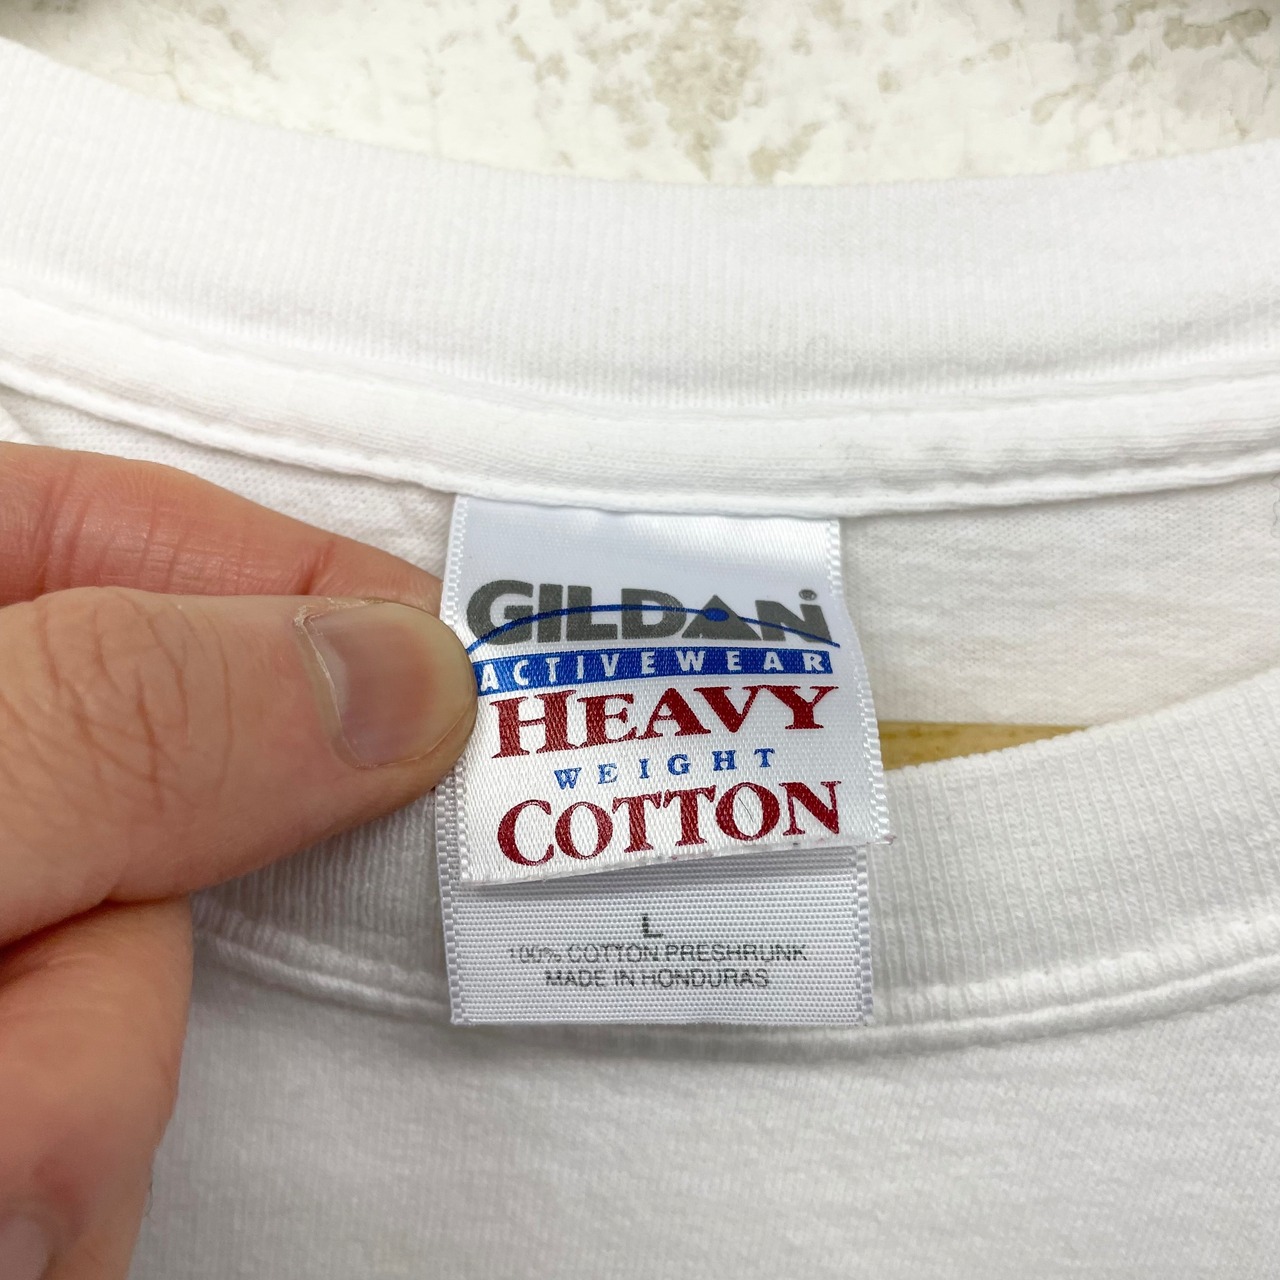 GILDAN
ACTIVEWEAR
HEAVY
WEIGHT
COTTON
L
100% COTTON PRESHRUNK
MADE IN HONDURAS